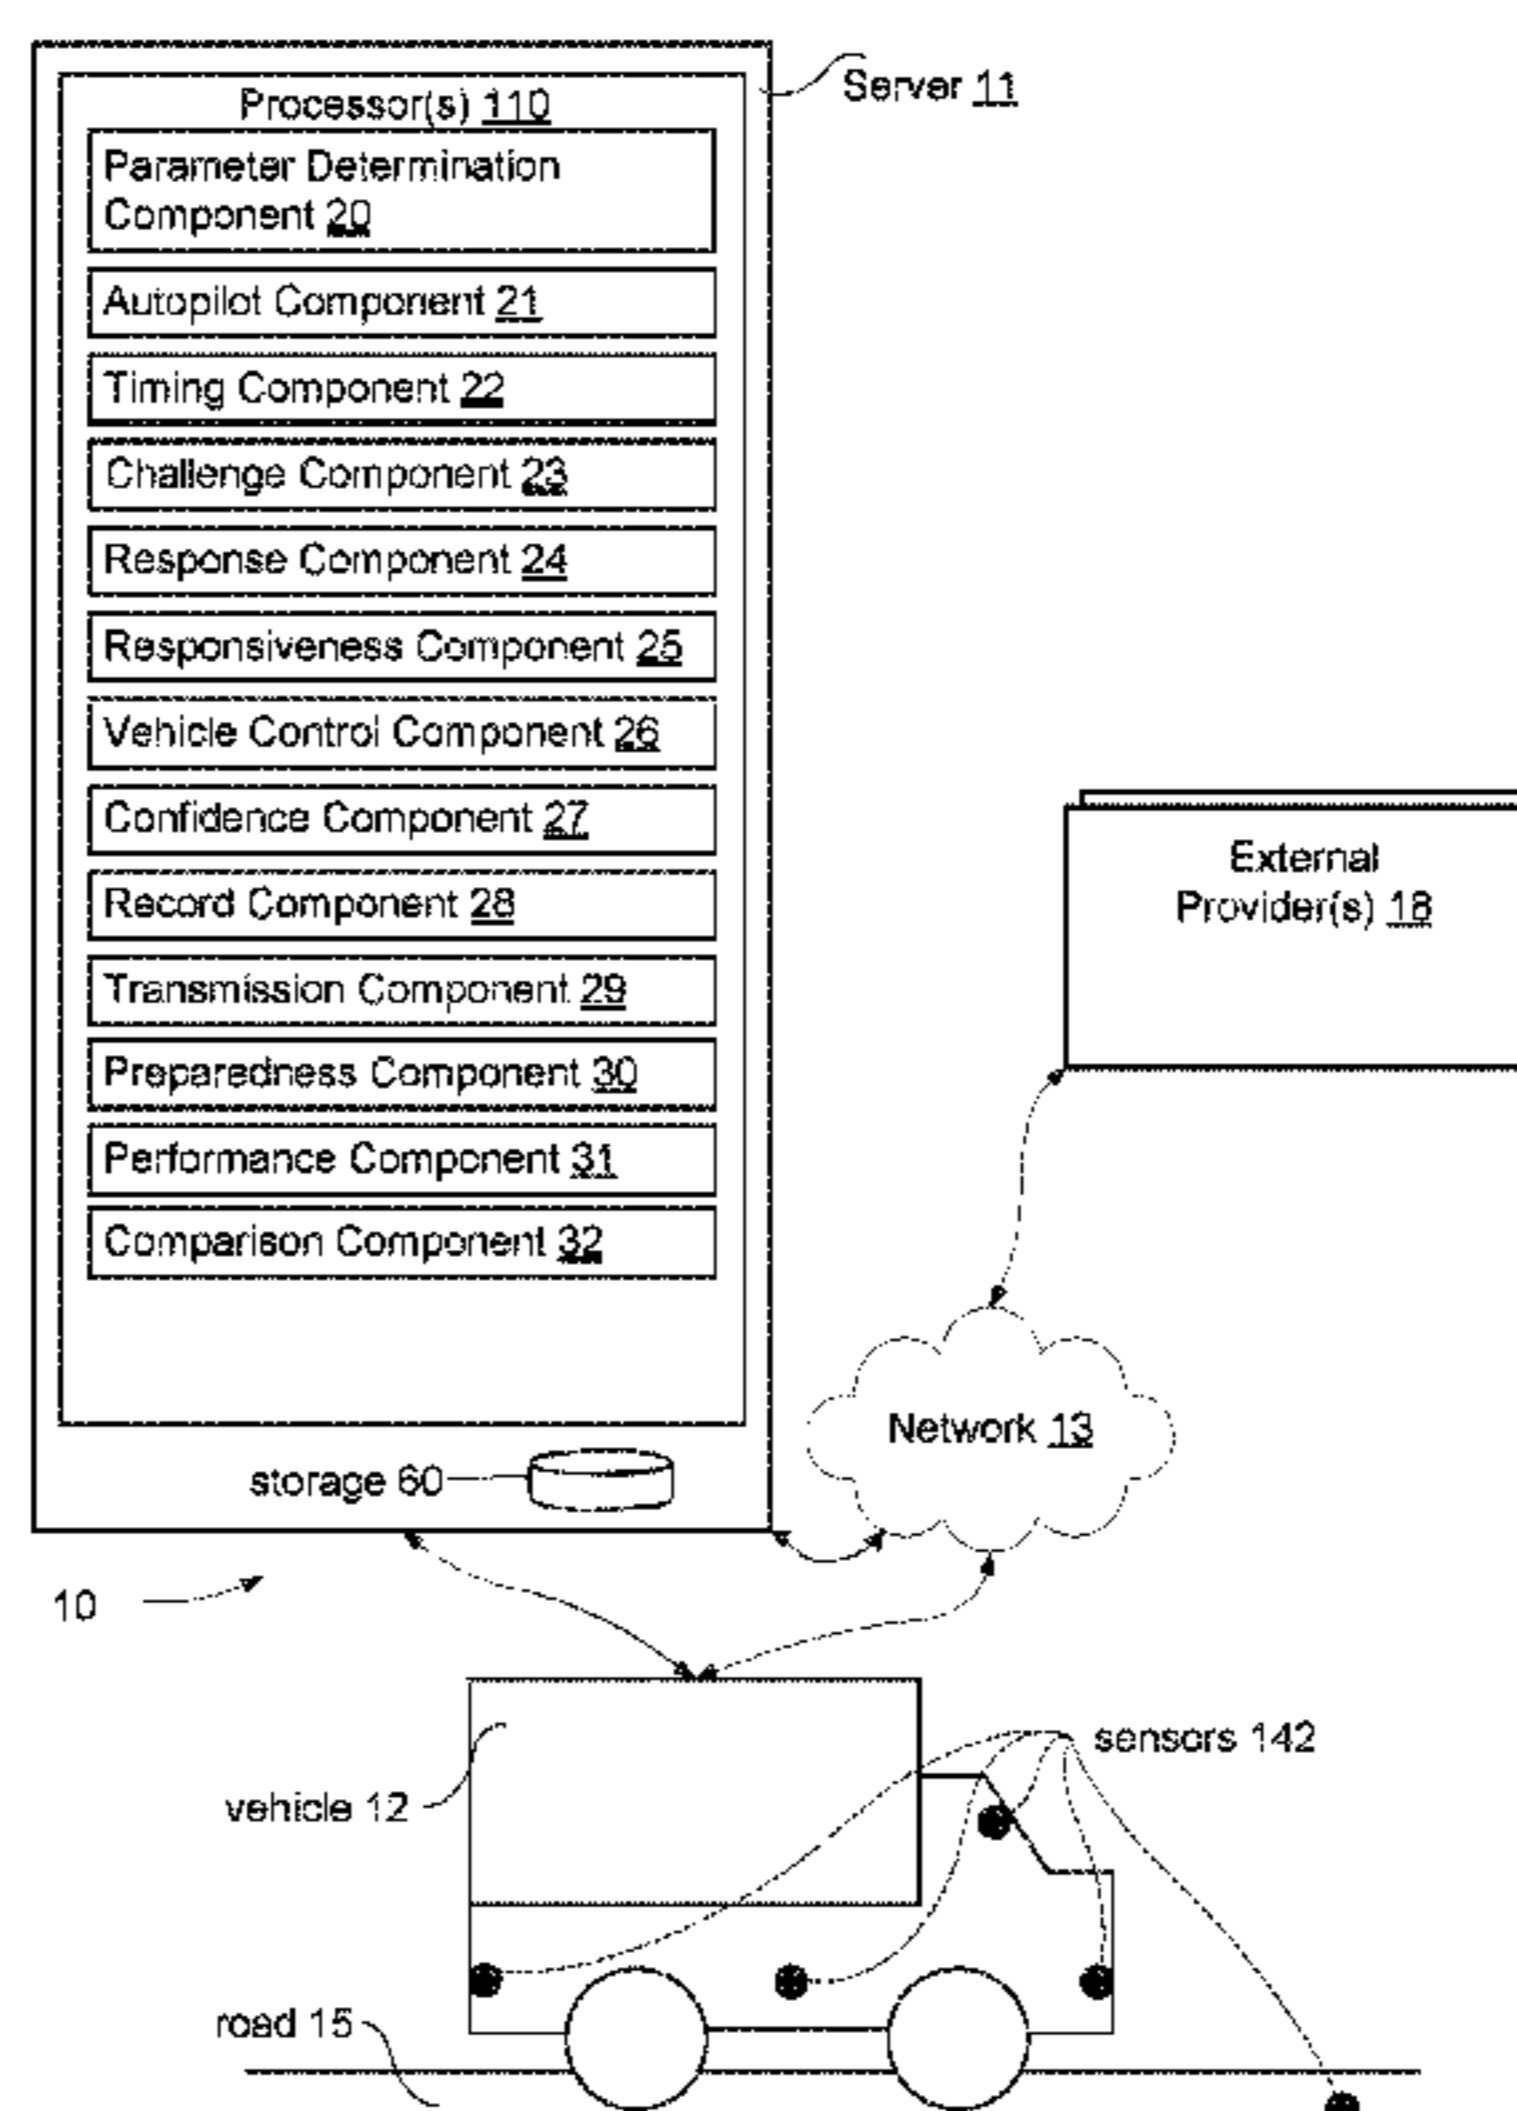 Server 11
Processor(s) 110
Parameter Determination
Component 20
Autopilot Component 21
Timing Component 22
Challenge Component 23
Response Component 24
Responsiveness Component 25
Vehicle Control Component 26
Confidence Component 27
Record Component 28
Transmission Component 29
Preparedness Component 30
Performance Component 31
Comparison Component 32
External
Provider(s) 18
Network 13
storage 60
10
sensors 142
vehicle 12
road 15